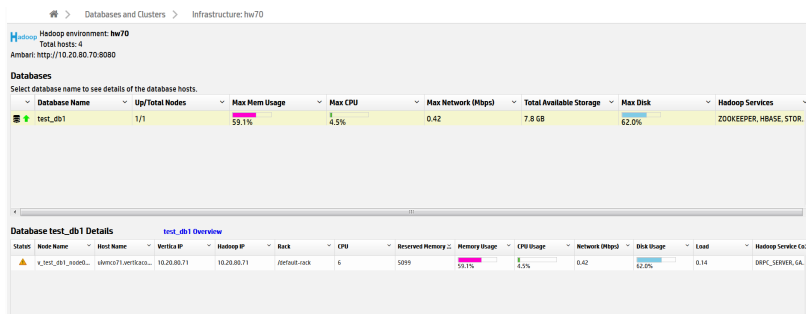 Databases and Clusters > Infrastructure: hw70
Hadoop Hadoop environment: hw70
Total hosts: 4
Ambari: http://10.20.80.70:8080
Databases
Select database name to see details of the database hosts.
Database Name Up/Total Nodes Max Mem Usage Max CPU Max Network (Mbps) Total Available Storage Max Disk Hadoop Services
test_db1 1/1 59.1% 4.5% 0.42 7.8 GB 62.0% ZOOKEEPER, HBASE, STOR.
Database test_db1 Details test_db1 Overview
Status Node Name Host Name Vertica IP Hadoop IP Rack CPU Reserved Memory Memory Usage CPU Usage Network (Mbps) Disk Usage Load Hadoop Service Co
v_test_db1_node0... ulvmco71.verticaco... 10.20.80.71 10.20.80.71 /default-rack 6 5099 59.1% 4.5% 0.42 62.0% 0.14 DRPC_SERVER, GA.